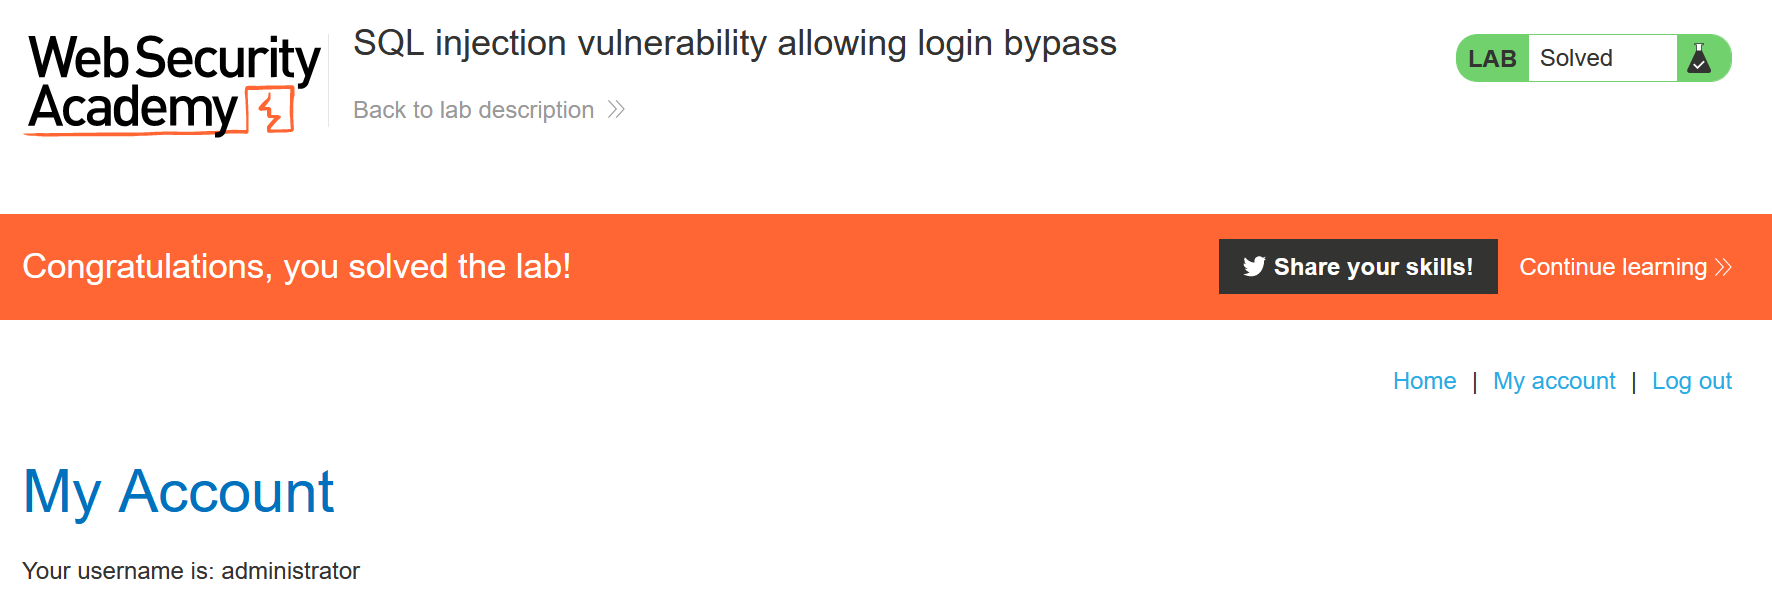 Web Security
Academy
SQL injection vulnerability allowing login bypass
Back to lab description
LAB Solved
Congratulations, you solved the lab!
Share your skills!
Continue learning
Home | My account | Log out
My Account
Your username is: administrator